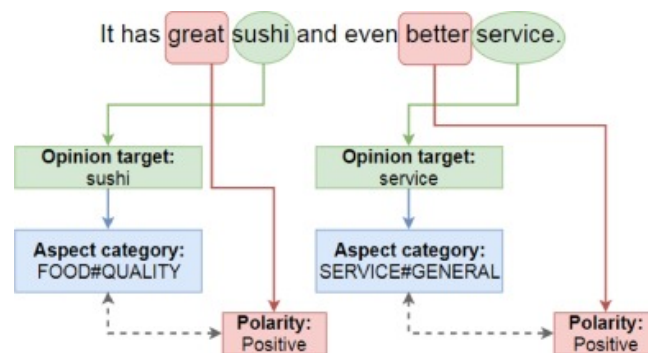 It has great sushi and even better service.
Opinion target:
sushi
Opinion target:
service
Aspect category:
FOOD#QUALITY
Aspect category:
SERVICE#GENERAL
Polarity:
Positive
Polarity:
Positive